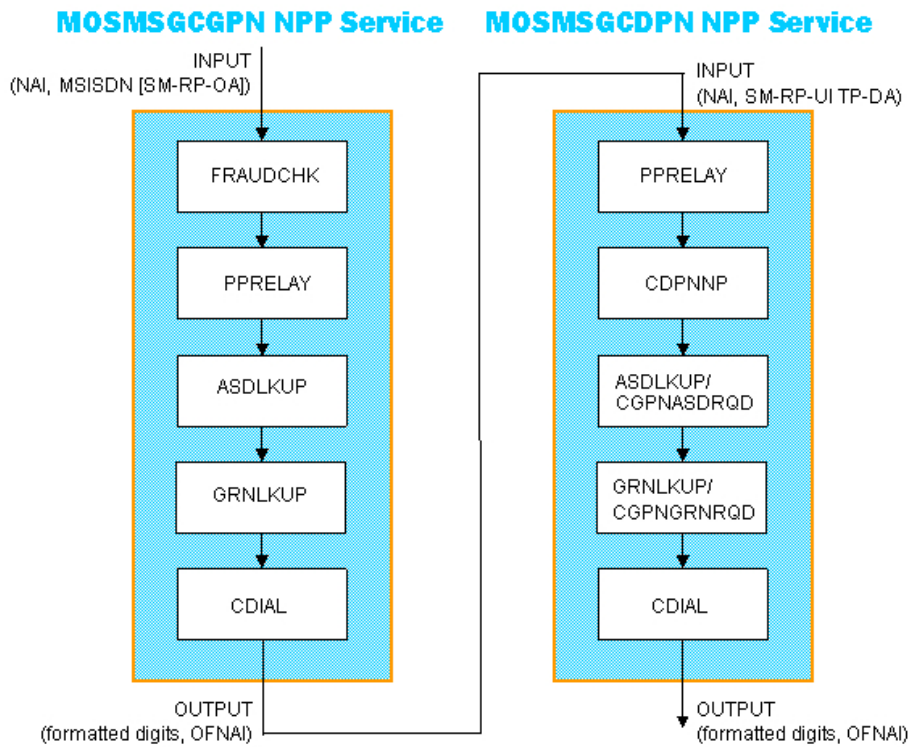 MOSMSGCGPN NPP Service
INPUT
(NAI, MSISDN [SM-RP-OA])
FRAUDCHK
PPRELAY
ASDLKUP
GRNLKUP
CDIAL
OUTPUT
(formatted digits, OFNAI)
MOSMSGCDPN NPP Service
INPUT
(NAI, SM-RP-UI TP-DA)
PPRELAY
CDPNNP
ASDLKUP/
CGPNASDRQD
GRNLKUP/
CGPNGRNRQD
CDIAL
OUTPUT
(formatted digits, OFNAI)